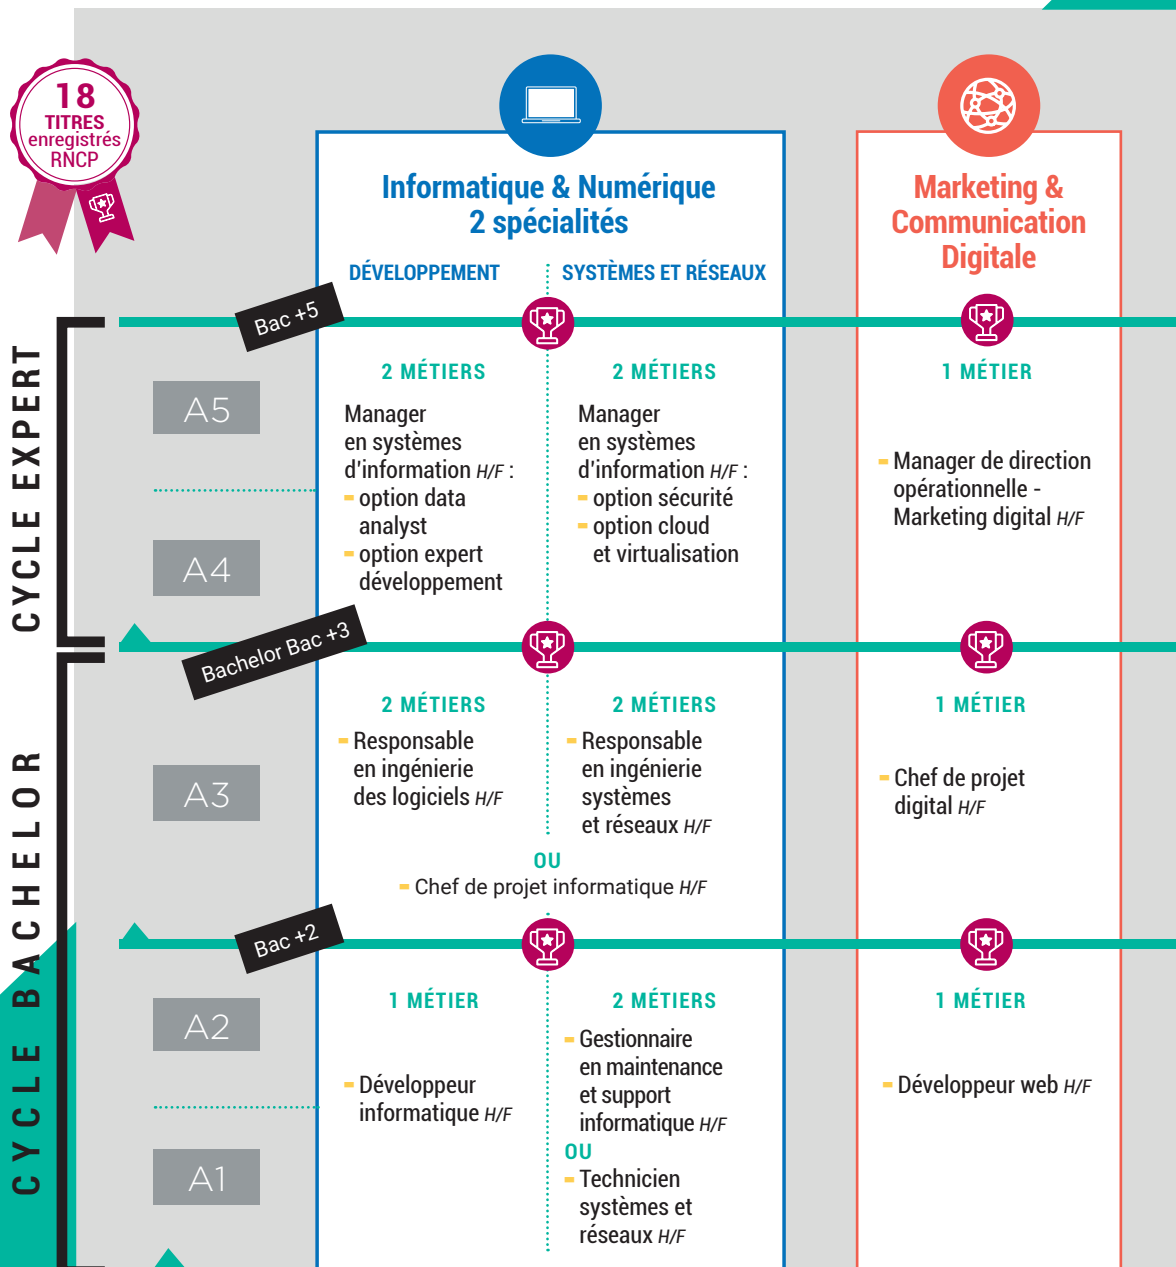 18
TITRES
enregistrés
RNCP
Informatique & Numérique
2 spécialités
DÉVELOPPEMENT
SYSTÈMES ET RÉSEAUX
Marketing &
Communication
Digitale
CYCLE EXPERT
Bac +5
A5
A4
2 MÉTIERS
Manager
en systèmes
d'information H/F :
- option data
analyst
- option expert
développement
2 MÉTIERS
Manager
en systèmes
d'information H/F :
- option sécurité
- option cloud
et virtualisation
1 MÉTIER
- Manager de direction
opérationnelle -
Marketing digital H/F
CYCLE BACHELOR
Bachelor Bac +3
A3
2 MÉTIERS
- Responsable
en ingénierie
des logiciels H/F
2 MÉTIERS
- Responsable
en ingénierie
systèmes
et réseaux H/F
OU
- Chef de projet informatique H/F
1 MÉTIER
- Chef de projet
digital H/F
Bac +2
A2
A1
1 MÉTIER
- Développeur
informatique H/F
2 MÉTIERS
- Gestionnaire
en maintenance
et support
informatique H/F
OU
- Technicien
systèmes et
réseaux H/F
1 MÉTIER
- Développeur web H/F